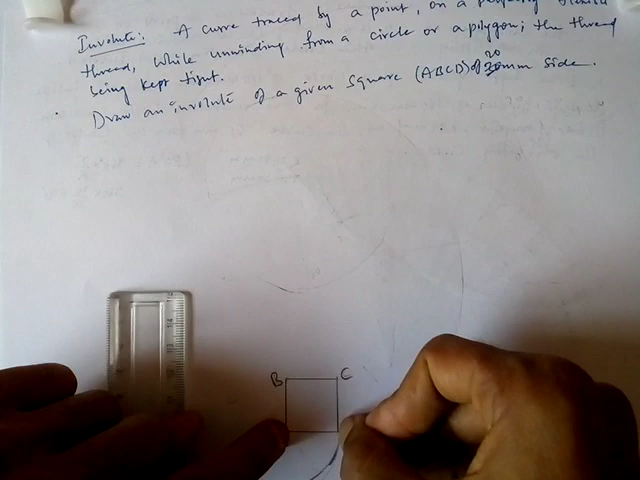 Involute:. A curve traced by a point, on a perfectly flexible
thread, while unwinding from a circle or a polygon; the thread
being kept tight.
Draw an involute of a given square (ABCD) of 20 mm side.
B C